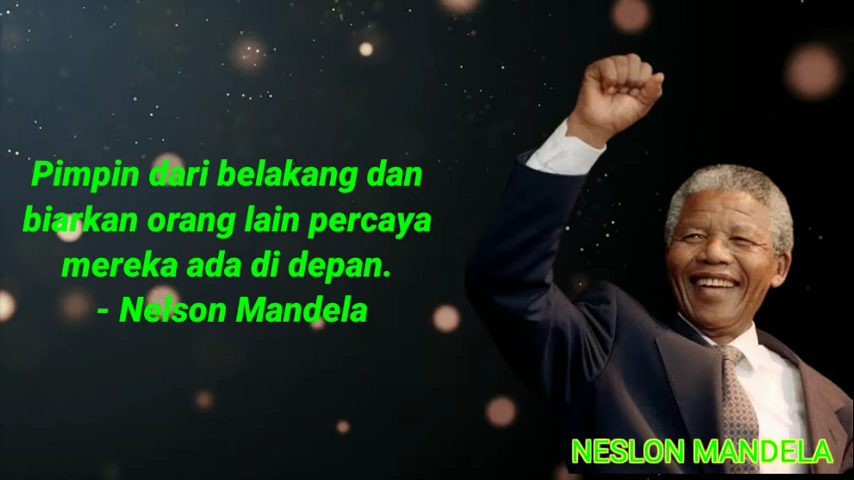 Pimpin dari belakang dan
biarkan orang lain percaya
mereka ada di depan.
- Nelson Mandela
NESLON MANDELA